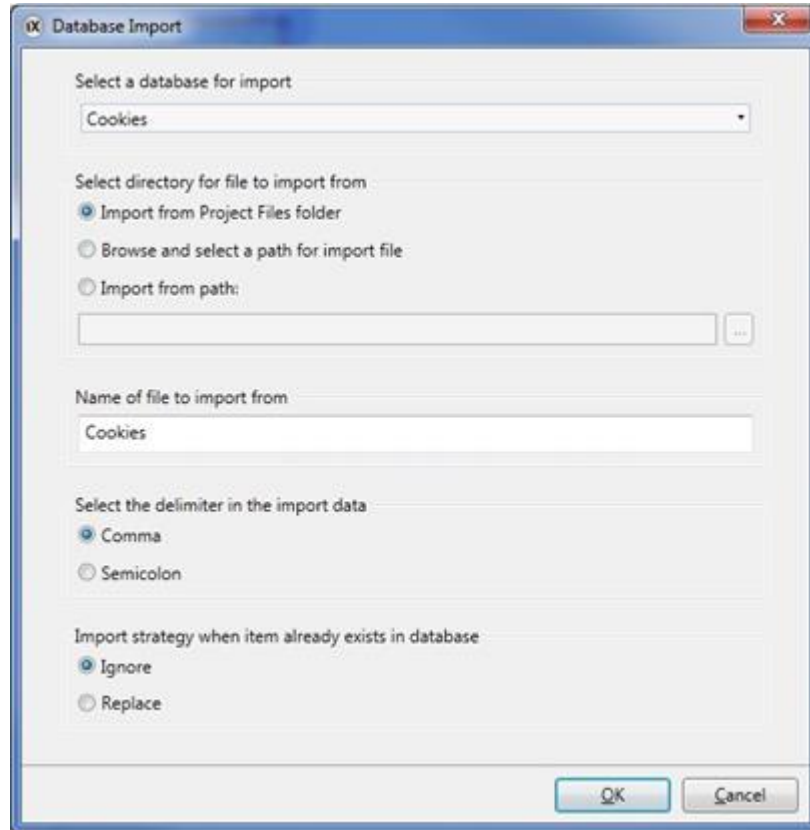 iX Database Import
Select a database for import
Cookies
Select directory for file to import from
Import from Project Files folder
Browse and select a path for import file
Import from path:
...
Name of file to import from
Cookies
Select the delimiter in the import data
Comma
Semicolon
Import strategy when item already exists in database
Ignore
Replace
OK Cancel